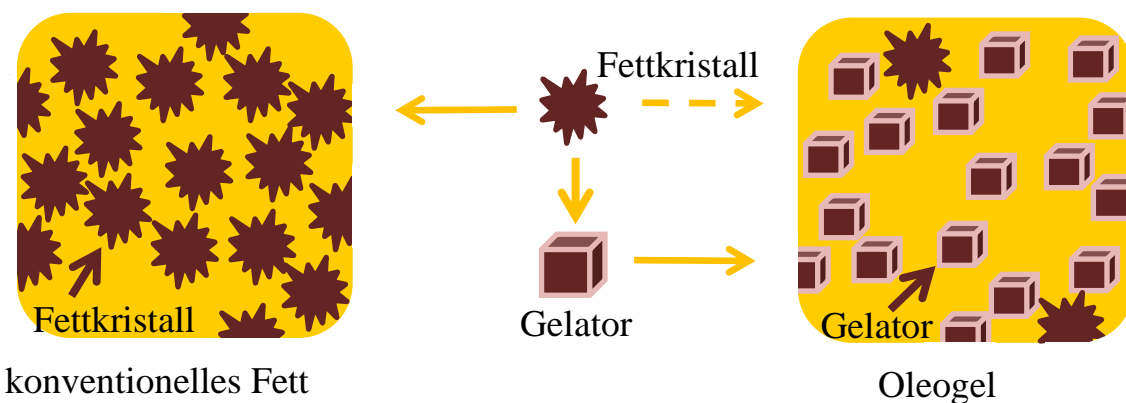 Fettkristall
Fettkristall
Gelator
Gelator
konventionelles Fett
Oleogel